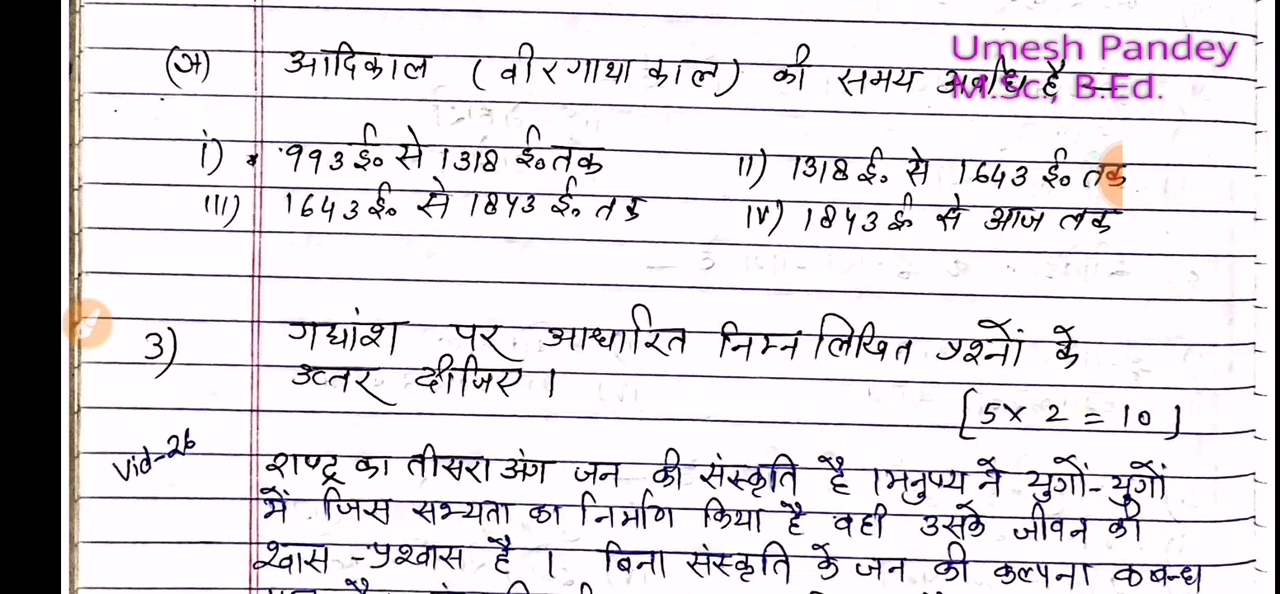 Umesh Pandey
M.Sc, B.Ed.
(अ) आदिकाल (वीरगाथा काल) की समय अवधि है -
i) 993 ई० से 1318 ई० तक ii) 1318 ई० से 1643 ई० तक
iii) 1643 ई० से 1843 ई० तक iv) 1843 ई० से आज तक
3) गद्यांश पर आधारित निम्नलिखित प्रश्नों के
उत्तर दीजिए ।
[5 × 2 = 10]
Vid-26
राष्ट्र का तीसरा अंग जन की संस्कृति है । मनुष्य ने युगों-युगों
में जिस सभ्यता का निर्माण किया है वही उसके जीवन की
श्वास-प्रश्वास है । बिना संस्कृति के जन की कल्पना कबन्ध